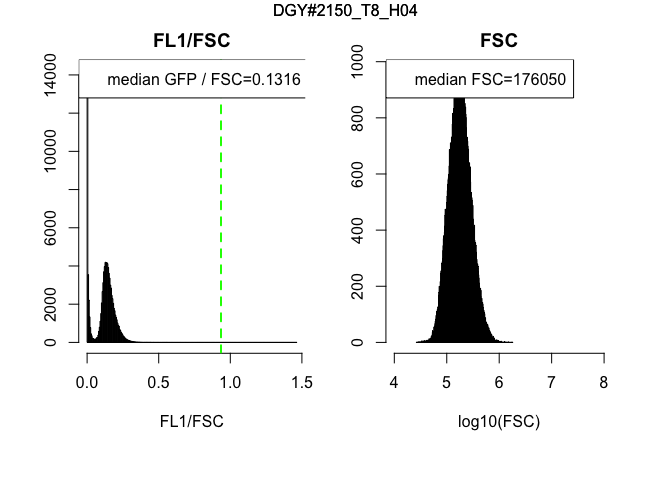 DGY#2150_T8_H04
FL1/FSC
median GFP / FSC=0.1316
14000
10000
6000
2000
0
0.0 0.5 1.0 1.5
FL1/FSC
FSC
median FSC=176050
1000
800
600
400
200
0
4 5 6 7 8
log10(FSC)